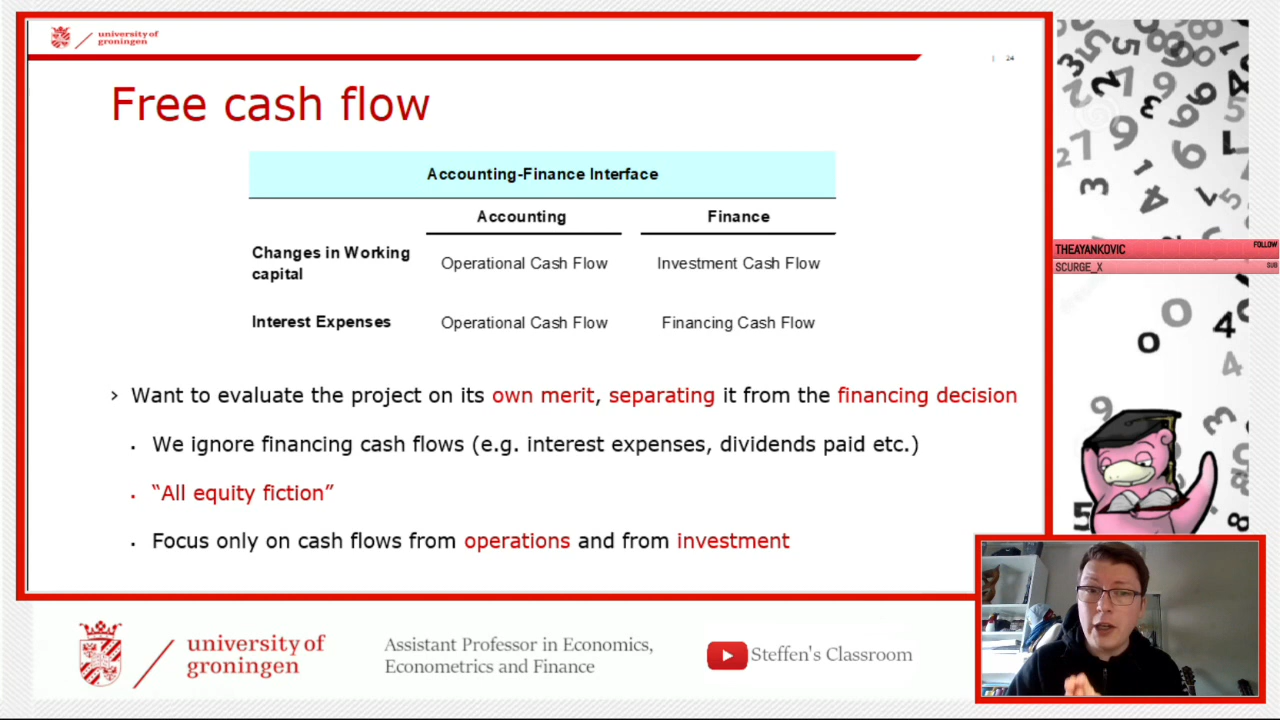 university of
groningen
| 24
Free cash flow
Accounting-Finance Interface
Accounting Finance
Changes in Working
capital
Operational Cash Flow Investment Cash Flow
Interest Expenses Operational Cash Flow Financing Cash Flow
› Want to evaluate the project on its own merit, separating it from the financing decision
▪ We ignore financing cash flows (e.g. interest expenses, dividends paid etc.)
▪ “All equity fiction”
▪ Focus only on cash flows from operations and from investment
THEAYANKOVIC FOLLOW
SCURGE_X SUB
university of
groningen
Assistant Professor in Economics,
Econometrics and Finance
Steffen's Classroom